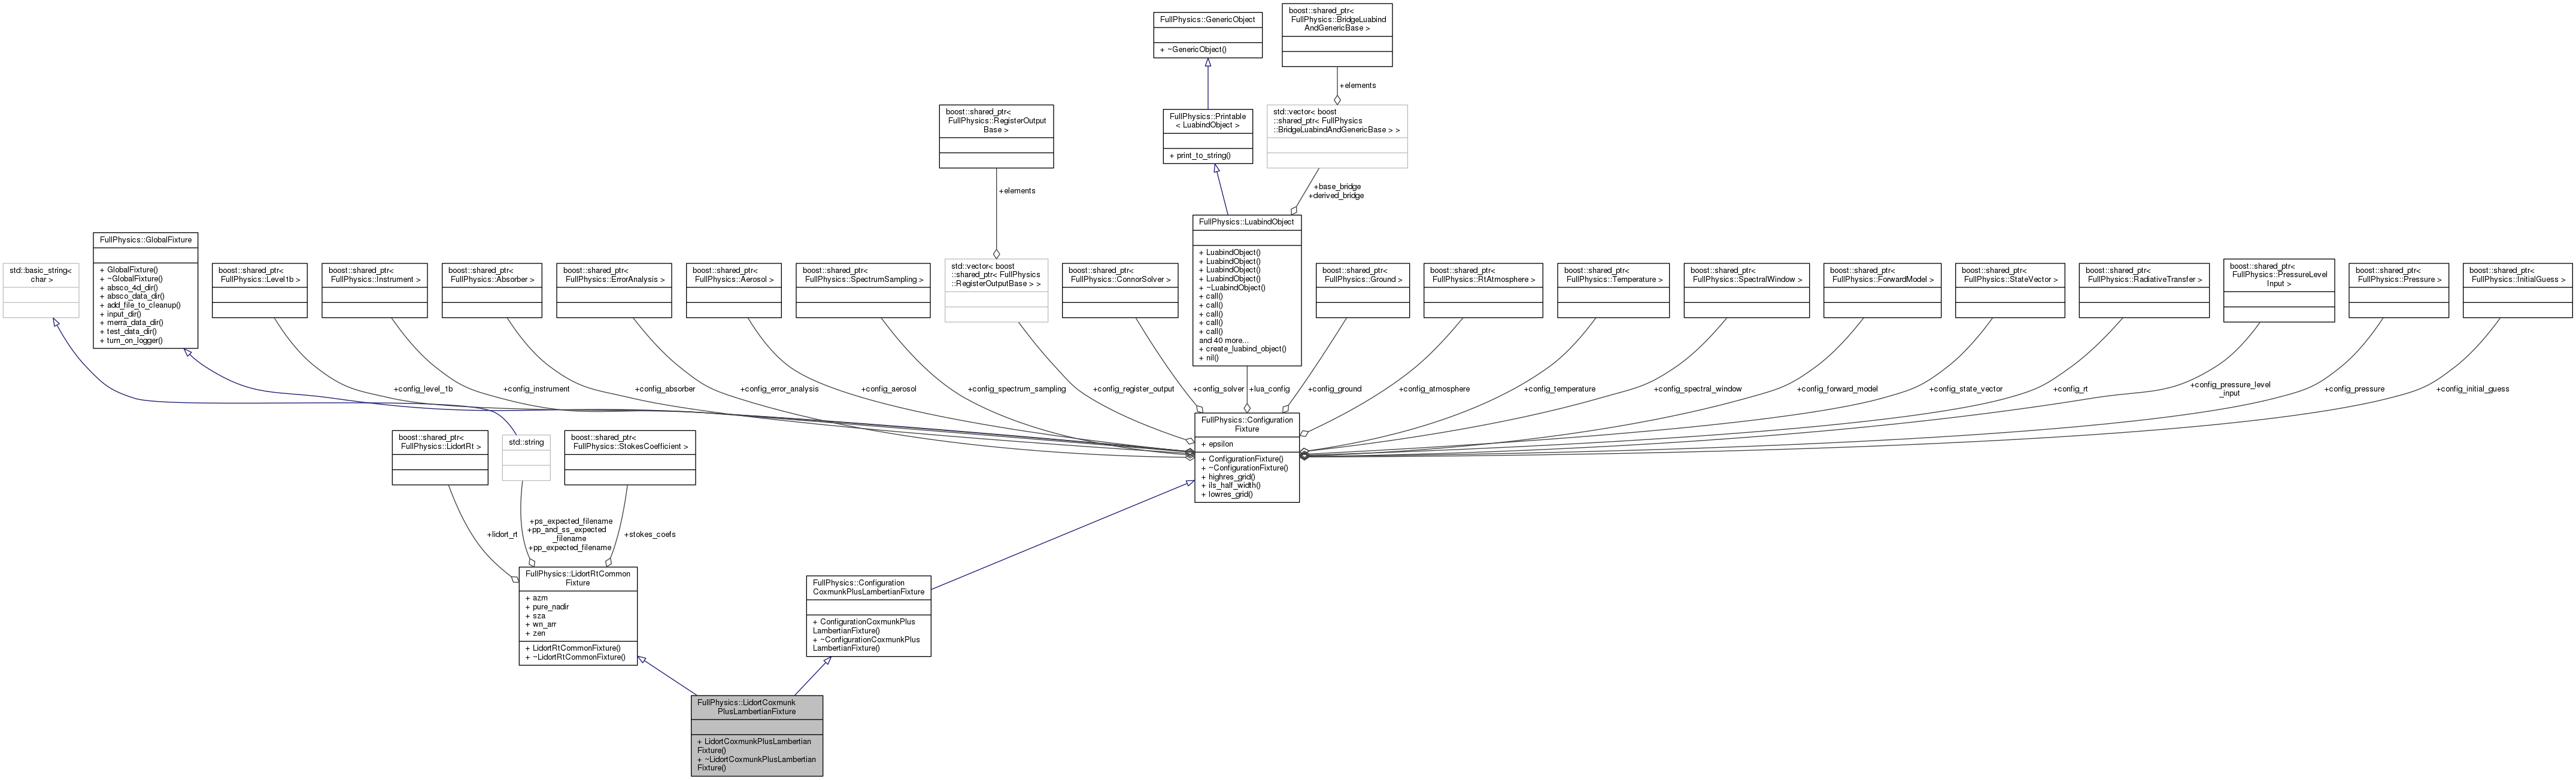 FullPhysics::GenericObject
+ ~GenericObject()
boost::shared_ptr<
FullPhysics::BridgeLuabind
AndGenericBase >
+elements
boost::shared_ptr<
FullPhysics::RegisterOutput
Base >
+elements
FullPhysics::Printable
< LuabindObject >
+ print_to_string()
std::vector< boost
::shared_ptr< FullPhysics
::BridgeLuabindAndGenericBase > >
+base_bridge
+derived_bridge
std::basic_string<
char >
FullPhysics::GlobalFixture
+ GlobalFixture()
+ ~GlobalFixture()
+ absco_4d_dir()
+ absco_data_dir()
+ add_file_to_cleanup()
+ input_dir()
+ merra_data_dir()
+ test_data_dir()
+ turn_on_logger()
boost::shared_ptr<
FullPhysics::Level1b >
boost::shared_ptr<
FullPhysics::Instrument >
boost::shared_ptr<
FullPhysics::Absorber >
boost::shared_ptr<
FullPhysics::ErrorAnalysis >
boost::shared_ptr<
FullPhysics::Aerosol >
boost::shared_ptr<
FullPhysics::SpectrumSampling >
std::vector< boost
::shared_ptr< FullPhysics
::RegisterOutputBase > >
boost::shared_ptr<
FullPhysics::ConnorSolver >
FullPhysics::LuabindObject
+ LuabindObject()
+ LuabindObject()
+ LuabindObject()
+ LuabindObject()
+ ~LuabindObject()
+ call()
+ call()
+ call()
+ call()
+ call()
and 40 more...
+ create_luabind_object()
+ nil()
boost::shared_ptr<
FullPhysics::Ground >
boost::shared_ptr<
FullPhysics::RtAtmosphere >
boost::shared_ptr<
FullPhysics::Temperature >
boost::shared_ptr<
FullPhysics::SpectralWindow >
boost::shared_ptr<
FullPhysics::ForwardModel >
boost::shared_ptr<
FullPhysics::StateVector >
boost::shared_ptr<
FullPhysics::RadiativeTransfer >
boost::shared_ptr<
FullPhysics::PressureLevel
Input >
boost::shared_ptr<
FullPhysics::Pressure >
boost::shared_ptr<
FullPhysics::InitialGuess >
+config_level_1b
+config_instrument
+config_absorber
+config_error_analysis
+config_aerosol
+config_spectrum_sampling
+config_register_output
+config_solver
+lua_config
+config_ground
+config_atmosphere
+config_temperature
+config_spectral_window
+config_forward_model
+config_state_vector
+config_rt
+config_pressure_level
_input
+config_pressure
+config_initial_guess
boost::shared_ptr<
FullPhysics::LidortRt >
std::string
boost::shared_ptr<
FullPhysics::StokesCoefficient >
FullPhysics::Configuration
Fixture
+ epsilon
+ ConfigurationFixture()
+ ~ConfigurationFixture()
+ highres_grid()
+ ils_half_width()
+ lowres_grid()
+lidort_rt
+ps_expected_filename
+pp_and_ss_expected
_filename
+pp_expected_filename
+stokes_coefs
FullPhysics::LidortRtCommon
Fixture
+ azm
+ pure_nadir
+ sza
+ wn_arr
+ zen
+ LidortRtCommonFixture()
+ ~LidortRtCommonFixture()
FullPhysics::Configuration
CoxmunkPlusLambertianFixture
+ ConfigurationCoxmunkPlus
LambertianFixture()
+ ~ConfigurationCoxmunkPlus
LambertianFixture()
FullPhysics::LidortCoxmunk
PlusLambertianFixture
+ LidortCoxmunkPlusLambertian
Fixture()
+ ~LidortCoxmunkPlusLambertian
Fixture()